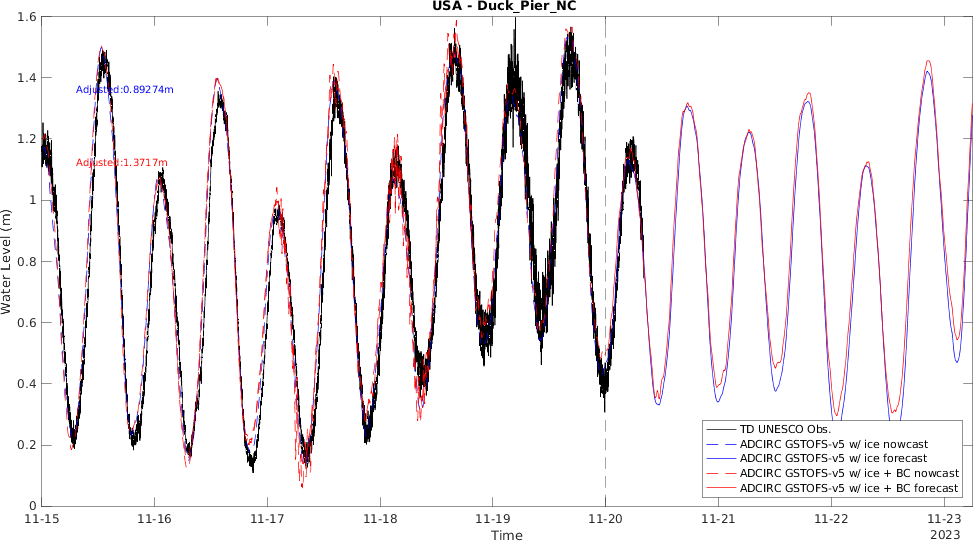 USA - Duck_Pier_NC
1.6
1.4
1.2
1
0.8
0.6
0.4
0.2
0
Water Level (m)
Adjusted:0.89274m
Adjusted:1.3717m
TD UNESCO Obs.
ADCIRC GSTOFS-v5 w/ ice nowcast
ADCIRC GSTOFS-v5 w/ ice forecast
ADCIRC GSTOFS-v5 w/ ice + BC nowcast
ADCIRC GSTOFS-v5 w/ ice + BC forecast
11-15 11-16 11-17 11-18 11-19 11-20 11-21 11-22 11-23
Time
2023